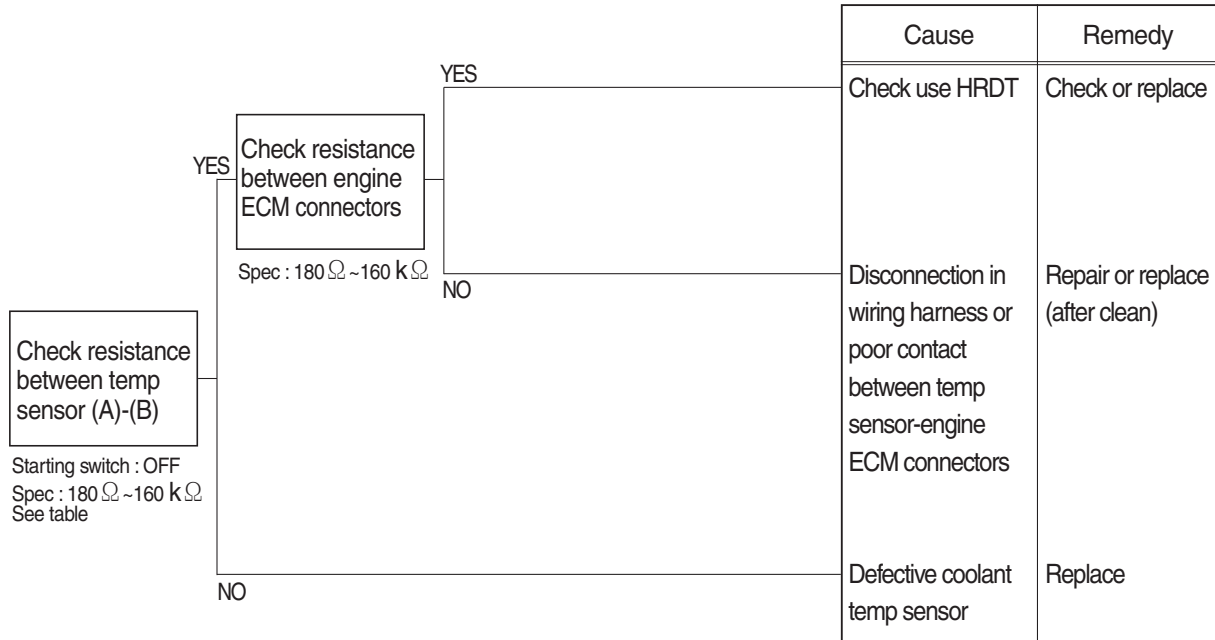 Cause
Remedy
YES
Check use HRDT
Check or replace
YES
Check resistance
between engine
ECM connectors
Spec : 180 Ω ~160 k Ω
NO
Disconnection in
wiring harness or
poor contact
between temp
sensor-engine
ECM connectors
Repair or replace
(after clean)
Check resistance
between temp
sensor (A)-(B)
Starting switch : OFF
Spec : 180 Ω ~160 k Ω
See table
NO
Defective coolant
temp sensor
Replace